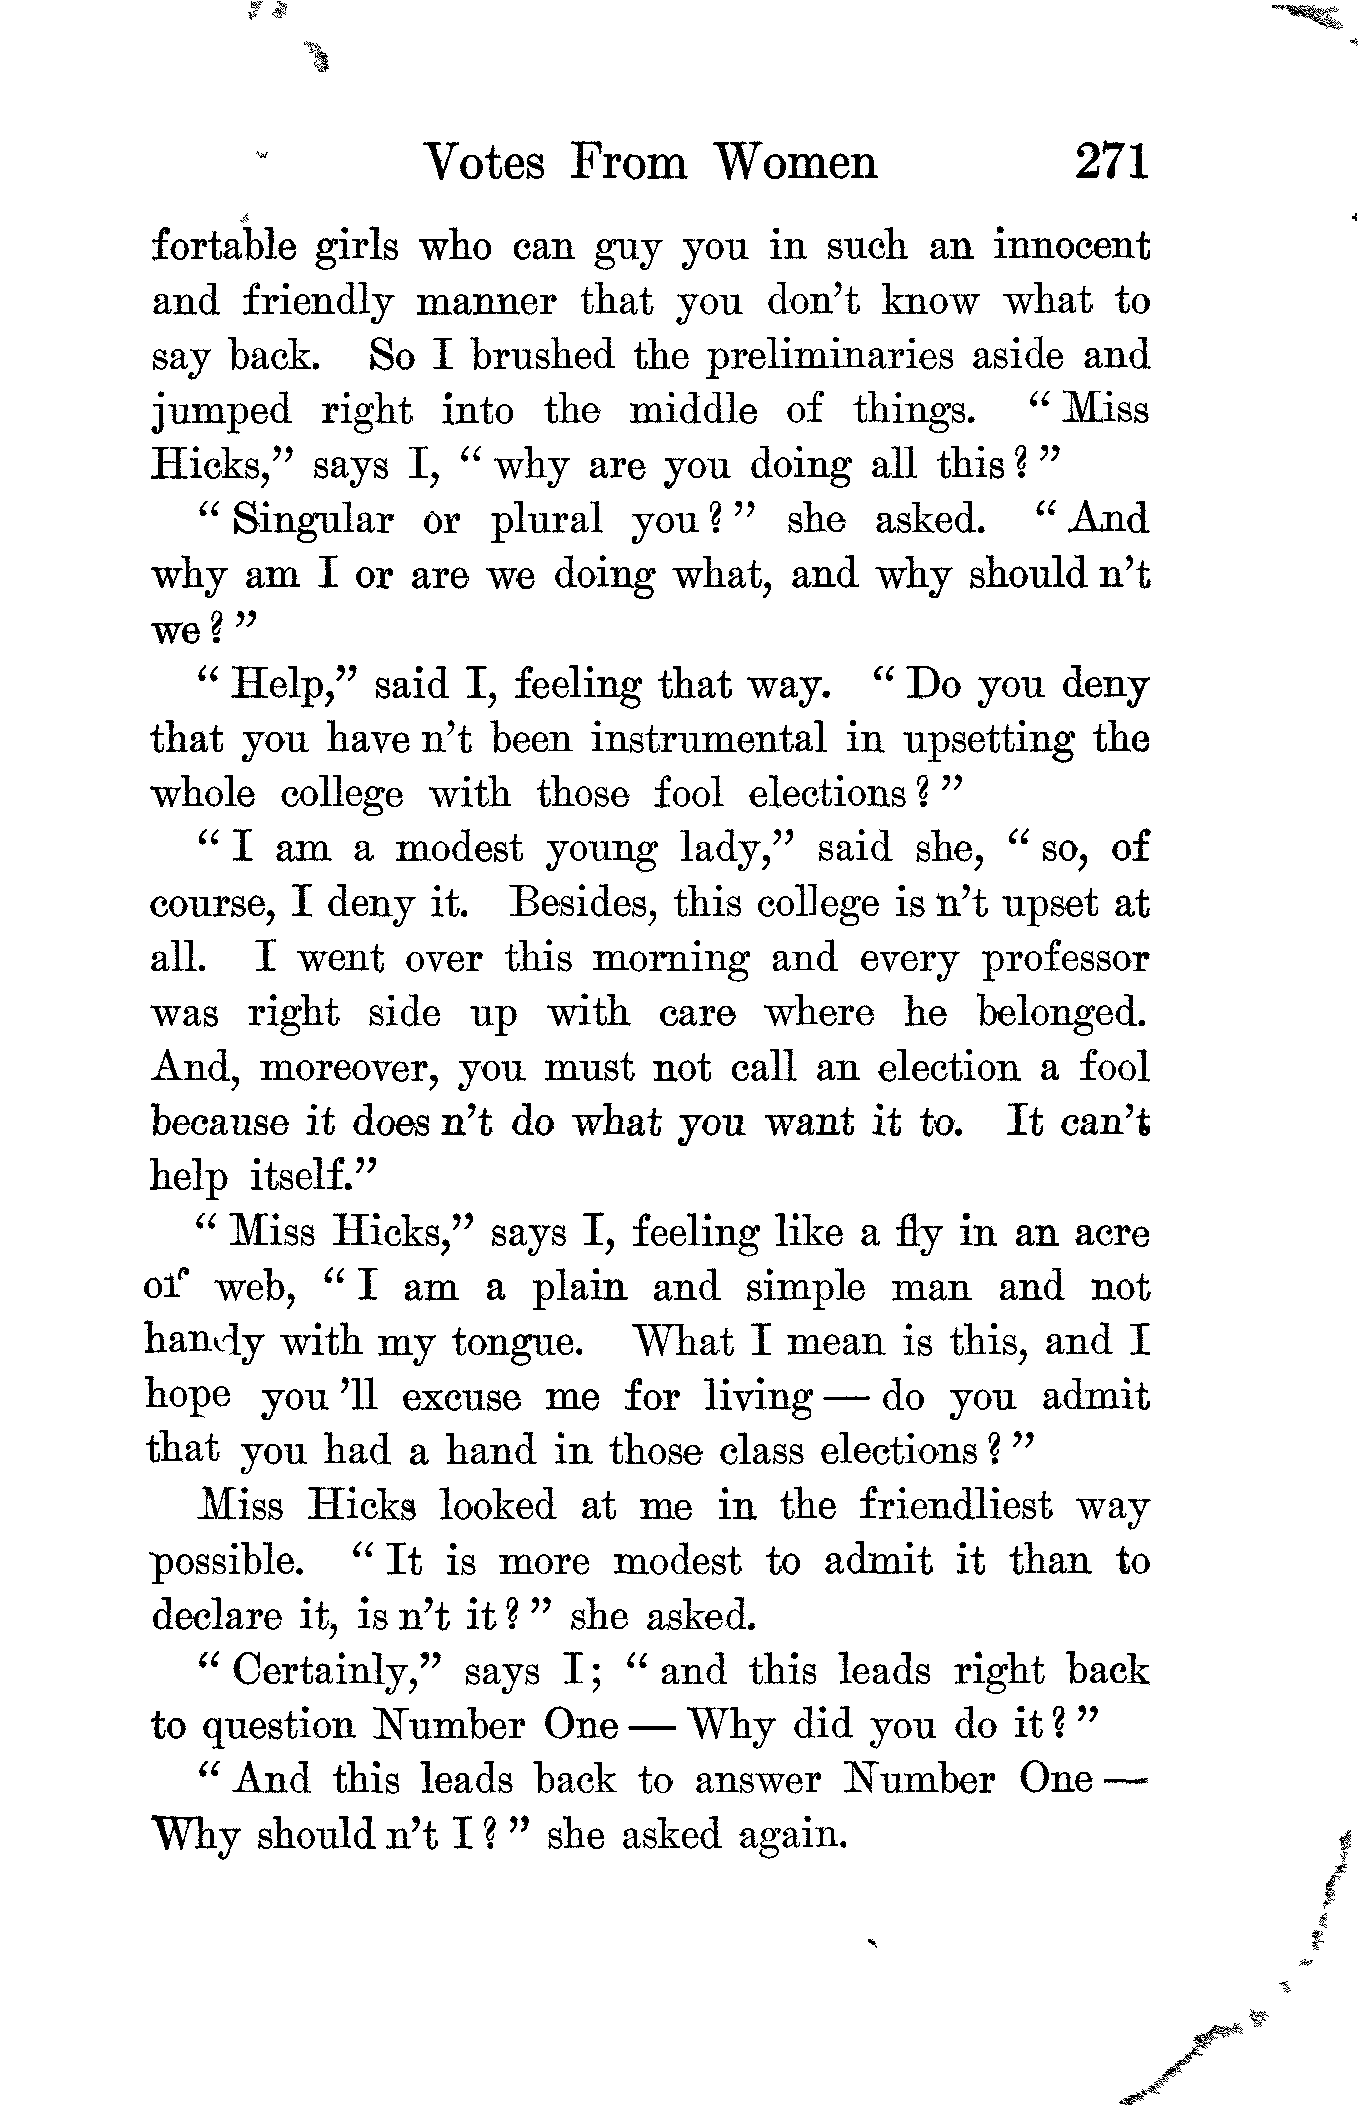 Votes From Women 271
fortable girls who can guy you in such an innocent
and friendly manner that you don't know what to
say back. So I brushed the preliminaries aside and
jumped right into the middle of things. “ Miss
Hicks,” says I, “ why are you doing all this ? ”
“ Singular or plural you ? ” she asked. “ And
why am I or are we doing what, and why should n't
we ? ”
“ Help,” said I, feeling that way. “ Do you deny
that you have n't been instrumental in upsetting the
whole college with those fool elections ? ”
“ I am a modest young lady,” said she, “ so, of
course, I deny it. Besides, this college is n't upset at
all. I went over this morning and every professor
was right side up with care where he belonged.
And, moreover, you must not call an election a fool
because it does n't do what you want it to. It can't
help itself.”
“ Miss Hicks,” says I, feeling like a fly in an acre
of web, “ I am a plain and simple man and not
handy with my tongue. What I mean is this, and I
hope you 'll excuse me for living — do you admit
that you had a hand in those class elections ? ”
Miss Hicks looked at me in the friendliest way
possible. “ It is more modest to admit it than to
declare it, is n't it ? ” she asked.
“ Certainly,” says I; “ and this leads right back
to question Number One — Why did you do it ? ”
“ And this leads back to answer Number One —
Why should n't I ? ” she asked again.